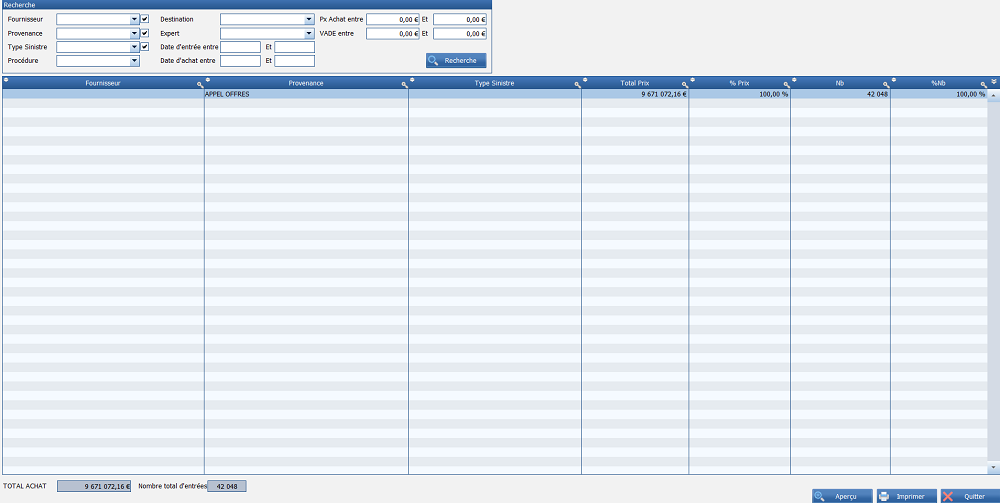 Recherche
Fournisseur Destination Px Achat entre 0,00 € Et 0,00 €
Provenance Expert VADE entre 0,00 € Et 0,00 €
Type Sinistre Date d'entrée entre Et
Procédure Date d'achat entre Et Recherche
Fournisseur Provenance Type Sinistre Total Prix % Prix Nb %Nb
APPEL OFFRES 9 671 072,16 € 100,00 % 42 048 100,00 %
TOTAL ACHAT 9 671 072,16 € Nombre total d'entrées 42 048
Aperçu Imprimer Quitter